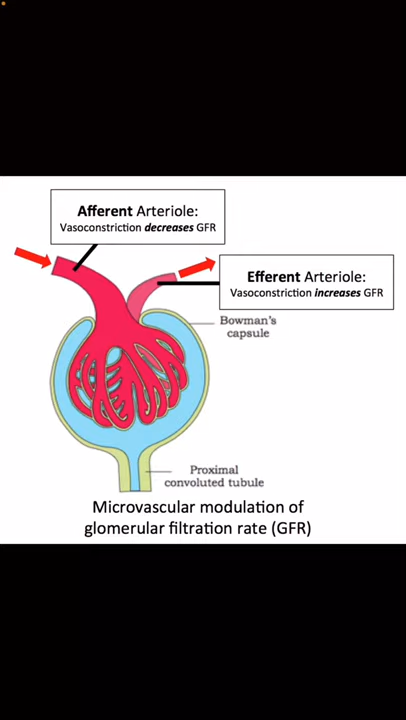 Afferent Arteriole:
Vasoconstriction decreases GFR
Efferent Arteriole:
Vasoconstriction increases GFR
Bowman's
capsule
Proximal
convoluted tubule
Microvascular modulation of
glomerular filtration rate (GFR)